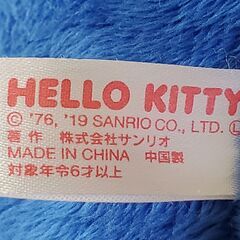 HELLO KITTY
© '76, '19 SANRIO CO., LTD. Ⓛ
著作 株式会社サンリオ
MADE IN CHINA 中国製
対象年令6才以上